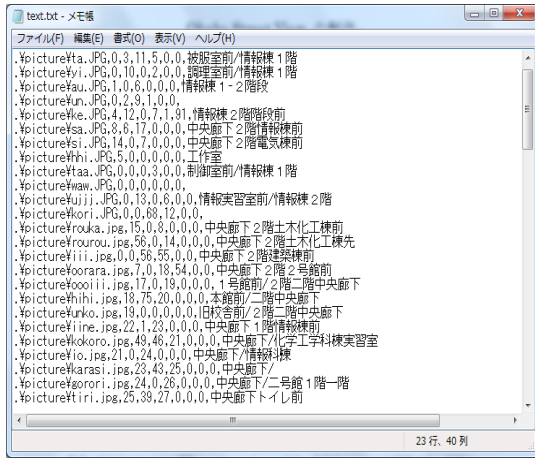 text.txt - メモ帳
ファイル(F) 編集(E) 書式(O) 表示(V) ヘルプ(H)
.¥picture¥ta.JPG,0,3,11,5,0,0,被服室前/情報棟１階
.¥picture¥yi.JPG,0,10,0,2,0,0,調理室前/情報棟１階
.¥picture¥au.JPG,1,0,6,0,0,0,情報棟１-２階段
.¥picture¥un.JPG,0,2,9,1,0,0,
.¥picture¥ke.JPG,4,12,0,7,1,91,情報棟２階階段前
.¥picture¥sa.JPG,8,6,17,0,0,0,中央廊下２階情報棟前
.¥picture¥si.JPG,14,0,7,0,0,0,中央廊下２階電気棟前
.¥picture¥hhi.JPG,5,0,0,0,0,0,工作室
.¥picture¥taa.JPG,0,0,0,3,0,0,制御室前/情報棟１階
.¥picture¥waw.JPG,0,0,0,0,0,0,
.¥picture¥ujjj.JPG,0,13,0,6,0,0,情報実習室前/情報棟２階
.¥picture¥kori.JPG,0,0,68,12,0,0,
.¥picture¥rouka.jpg,15,0,8,0,0,0,中央廊下２階土木化工棟前
.¥picture¥rourou.jpg,56,0,14,0,0,0,中央廊下２階土木化工棟先
.¥picture¥iii.jpg,0,0,56,55,0,0,中央廊下２階建築棟前
.¥picture¥oorara.jpg,7,0,18,54,0,0,中央廊下２階２号館前
.¥picture¥oooiii.jpg,17,0,19,0,0,0,１号館前/２階二階中央廊下
.¥picture¥hihi.jpg,18,75,20,0,0,0,本館前/二階中央廊下
.¥picture¥unko.jpg,19,0,0,0,0,0,旧校舎前/２階二階中央廊下
.¥picture¥iine.jpg,22,1,23,0,0,0,中央廊下１階情報棟前
.¥picture¥kokoro.jpg,49,46,21,0,0,0,中央廊下/化学工学科棟実習室
.¥picture¥io.jpg,21,0,24,0,0,0,中央廊下/情報科棟
.¥picture¥karasi.jpg,23,43,25,0,0,0,中央廊下/
.¥picture¥gorori.jpg,24,0,26,0,0,0,中央廊下/二号館１階一階
.¥picture¥tiri.jpg,25,39,27,0,0,0,中央廊下トイレ前
23 行、40 列